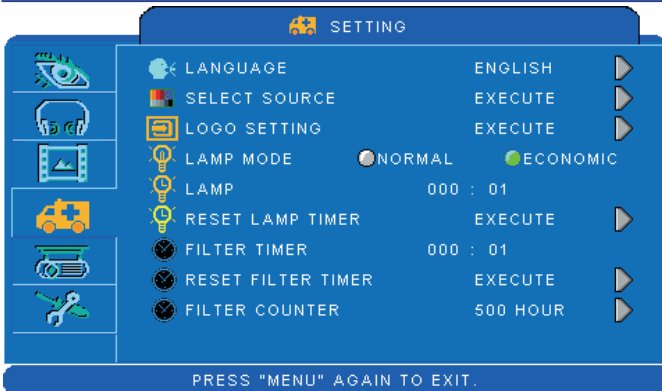 SETTING
LANGUAGE ENGLISH
SELECT SOURCE EXECUTE
LOGO SETTING EXECUTE
LAMP MODE NORMAL ECONOMIC
LAMP 000 : 01
RESET LAMP TIMER EXECUTE
FILTER TIMER 000 : 01
RESET FILTER TIMER EXECUTE
FILTER COUNTER 500 HOUR
PRESS "MENU" AGAIN TO EXIT.